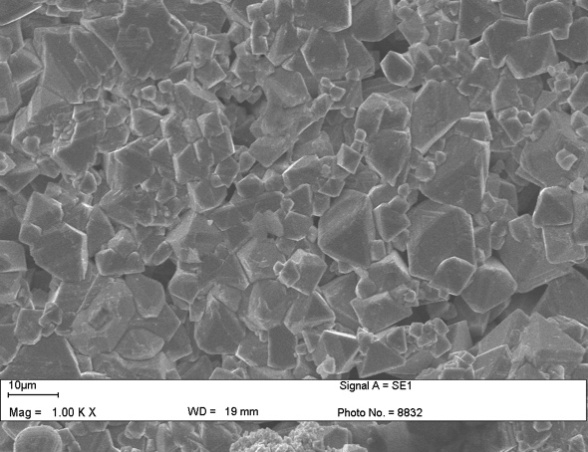 10µm Signal A = SE1
Mag = 1.00 K X WD = 19 mm Photo No. = 8832